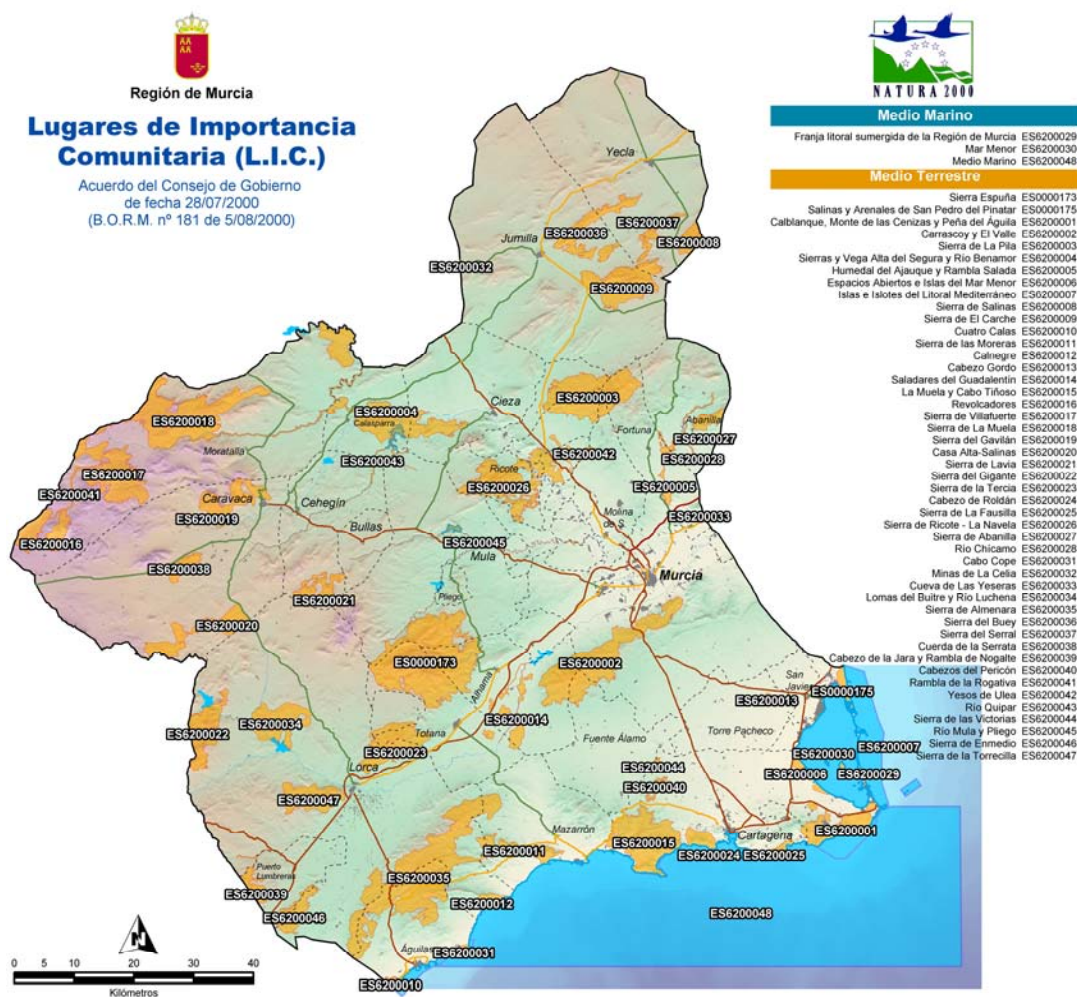 Región de Murcia
Lugares de Importancia
Comunitaria (L.I.C.)
Acuerdo del Consejo de Gobierno
de fecha 28/07/2000
(B.O.R.M. nº 181 de 5/08/2000)
NATURA 2000
Medio Marino
Franja litoral sumergida de la Región de Murcia ES6200029
Mar Menor ES6200030
Medio Marino ES6200048
Medio Terrestre
Sierra Espuña ES0000173
Salinas y Arenales de San Pedro del Pinatar ES0000175
Calblanque, Monte de las Cenizas y Peña del Águila ES6200001
Carrascoy y El Valle ES6200002
Sierra de La Pila ES6200003
Sierras y Vega Alta del Segura y Río Benamor ES6200004
Humedal del Ajauque y Rambla Salada ES6200005
Espacios Abiertos e Islas del Mar Menor ES6200006
Islas e Islotes del Litoral Mediterráneo ES6200007
Sierra de Salinas ES6200008
Sierra de El Carche ES6200009
Cuatro Calas ES6200010
Sierra de las Moreras ES6200011
Calnegre ES6200012
Cabezo Gordo ES6200013
Saladares del Guadalentín ES6200014
La Muela y Cabo Tiñoso ES6200015
Revolcadores ES6200016
Sierra de Villafuerte ES6200017
Sierra de La Muela ES6200018
Sierra del Gavilán ES6200019
Casa Alta-Salinas ES6200020
Sierra de Lavia ES6200021
Sierra del Gigante ES6200022
Sierra de la Tercia ES6200023
Cabezo de Roldán ES6200024
Sierra de La Fausilla ES6200025
Sierra de Ricote - La Navela ES6200026
Sierra de Abanilla ES6200027
Río Chícamo ES6200028
Cabo Cope ES6200031
Minas de La Celia ES6200032
Cueva de Las Yeseras ES6200033
Lomas del Buitre y Río Luchena ES6200034
Sierra de Almenara ES6200035
Sierra del Buey ES6200036
Sierra del Serral ES6200037
Cuerda de la Serrata ES6200038
Cabezo de la Jara y Rambla de Nogalte ES6200039
Cabezos del Pericón ES6200040
Rambla de la Rogativa ES6200041
Yesos de Ulea ES6200042
Río Quípar ES6200043
Sierra de las Victorias ES6200044
Río Mula y Pliego ES6200045
Sierra de Enmedio ES6200046
Sierra de la Torrecilla ES6200047
Yecla
ES6200037
ES6200036
Jumilla
ES6200008
ES6200032
ES6200009
ES6200003
Cieza
ES6200004
Calasparra
ES6200018
Abanilla
Fortuna
ES6200027
Moratalla
ES6200042
ES6200028
ES6200043
Ricote
ES6200017
ES6200026
ES6200005
ES6200041
Caravaca
Cehegín
ES6200019
Molina
de S.
ES6200033
Bullas
ES6200016
ES6200045
Mula
ES6200038
Murcia
Pliego
ES6200021
ES6200020
ES0000173
ES6200002
Alhama
San
Javier
ES0000175
ES6200013
ES6200034
ES6200014
ES6200022
Totana
Torre Pacheco
Fuente Álamo
ES6200023
ES6200030
ES6200007
Lorca
ES6200044
ES6200006
ES6200029
ES6200040
ES6200047
Mazarrón
Cartagena
ES6200001
ES6200015
ES6200011
ES6200024
ES6200025
Puerto
Lumbreras
ES6200035
ES6200039
ES6200012
ES6200048
ES6200046
Águilas
ES6200031
ES6200010
N
0 5 10 20 30 40
Kilómetros